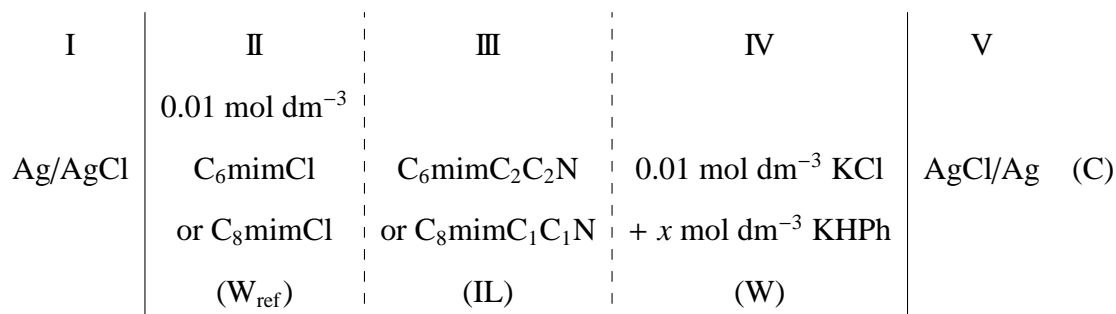 I II III IV V
0.01 mol dm⁻³
Ag/AgCl C₆mimCl C₆mimC₂C₂N 0.01 mol dm⁻³ KCl AgCl/Ag (C)
or C₈mimCl or C₈mimC₁C₁N + x mol dm⁻³ KHPh
(W_ref) (IL) (W)